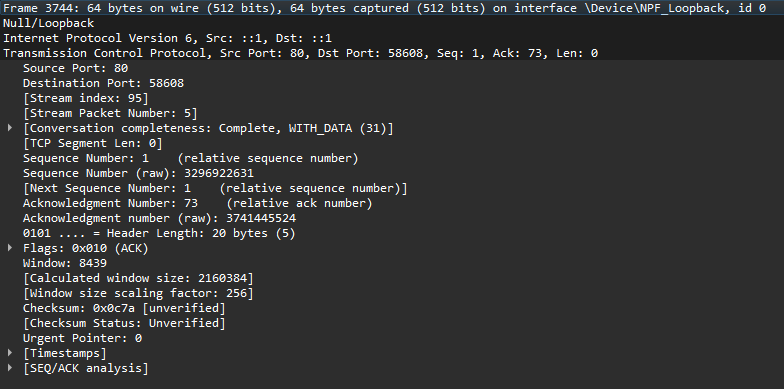 Frame 3744: 64 bytes on wire (512 bits), 64 bytes captured (512 bits) on interface \Device\NPF_Loopback, id 0
Null/Loopback
Internet Protocol Version 6, Src: ::1, Dst: ::1
Transmission Control Protocol, Src Port: 80, Dst Port: 58608, Seq: 1, Ack: 73, Len: 0
Source Port: 80
Destination Port: 58608
[Stream index: 95]
[Stream Packet Number: 5]
[Conversation completeness: Complete, WITH_DATA (31)]
[TCP Segment Len: 0]
Sequence Number: 1    (relative sequence number)
Sequence Number (raw): 3296922631
[Next Sequence Number: 1    (relative sequence number)]
Acknowledgment Number: 73    (relative ack number)
Acknowledgment number (raw): 3741445524
0101 .... = Header Length: 20 bytes (5)
Flags: 0x010 (ACK)
Window: 8439
[Calculated window size: 2160384]
[Window size scaling factor: 256]
Checksum: 0x0c7a [unverified]
[Checksum Status: Unverified]
Urgent Pointer: 0
[Timestamps]
[SEQ/ACK analysis]